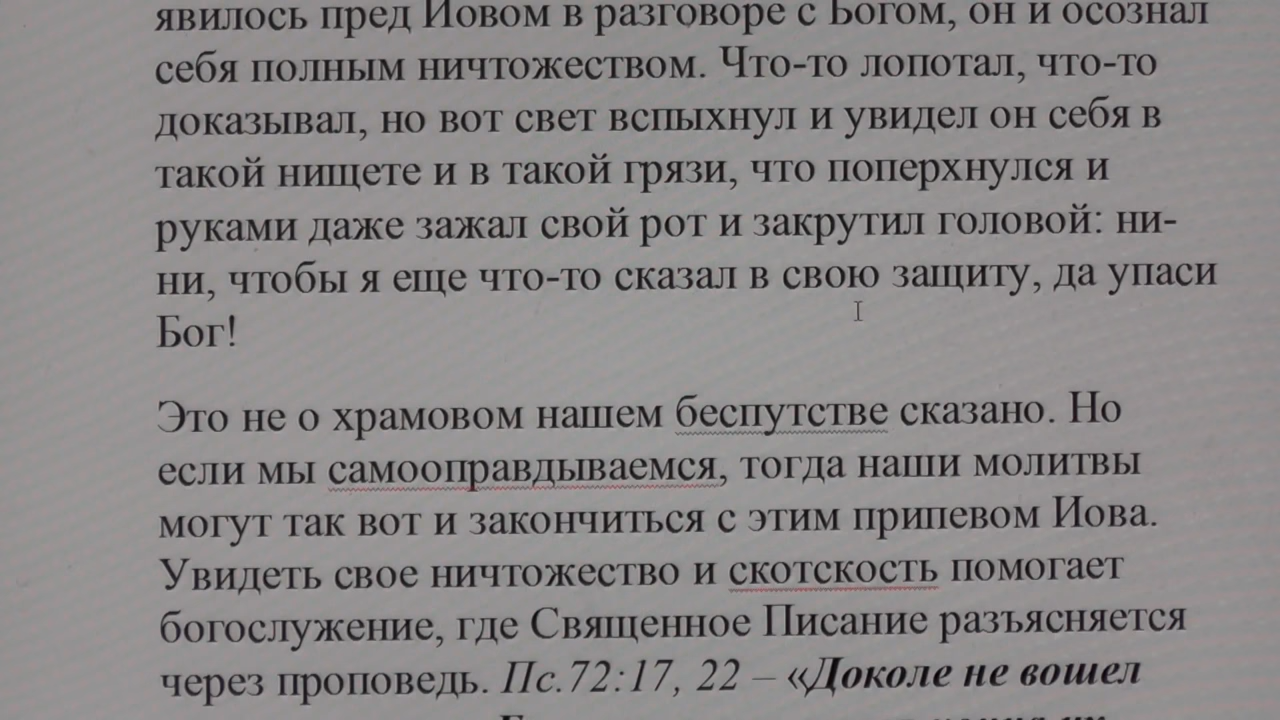 явилось пред Иовом в разговоре с Богом, он и осознал
себя полным ничтожеством. Что-то лопотал, что-то
доказывал, но вот свет вспыхнул и увидел он себя в
такой нищете и в такой грязи, что поперхнулся и
руками даже зажал свой рот и закрутил головой: ни-
ни, чтобы я еще что-то сказал в свою защиту, да упаси
Бог!
Это не о храмовом нашем беспутстве сказано. Но
если мы самооправдываемся, тогда наши молитвы
могут так вот и закончиться с этим припевом Иова.
Увидеть свое ничтожество и скотскость помогает
богослужение, где Священное Писание разъясняется
через проповедь. Пс.72:17, 22 – «Доколе не вошел